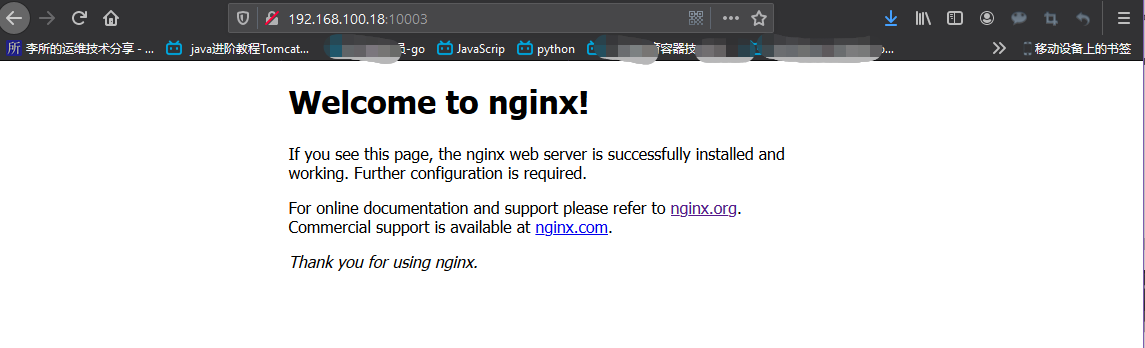 192.168.100.18:10003
李所的运维技术分享 - ...
java进阶教程Tomcat...
员-go
JavaScrip
python
容器技
o...
移动设备上的书签
Welcome to nginx!
If you see this page, the nginx web server is successfully installed and
working. Further configuration is required.
For online documentation and support please refer to nginx.org.
Commercial support is available at nginx.com.
Thank you for using nginx.